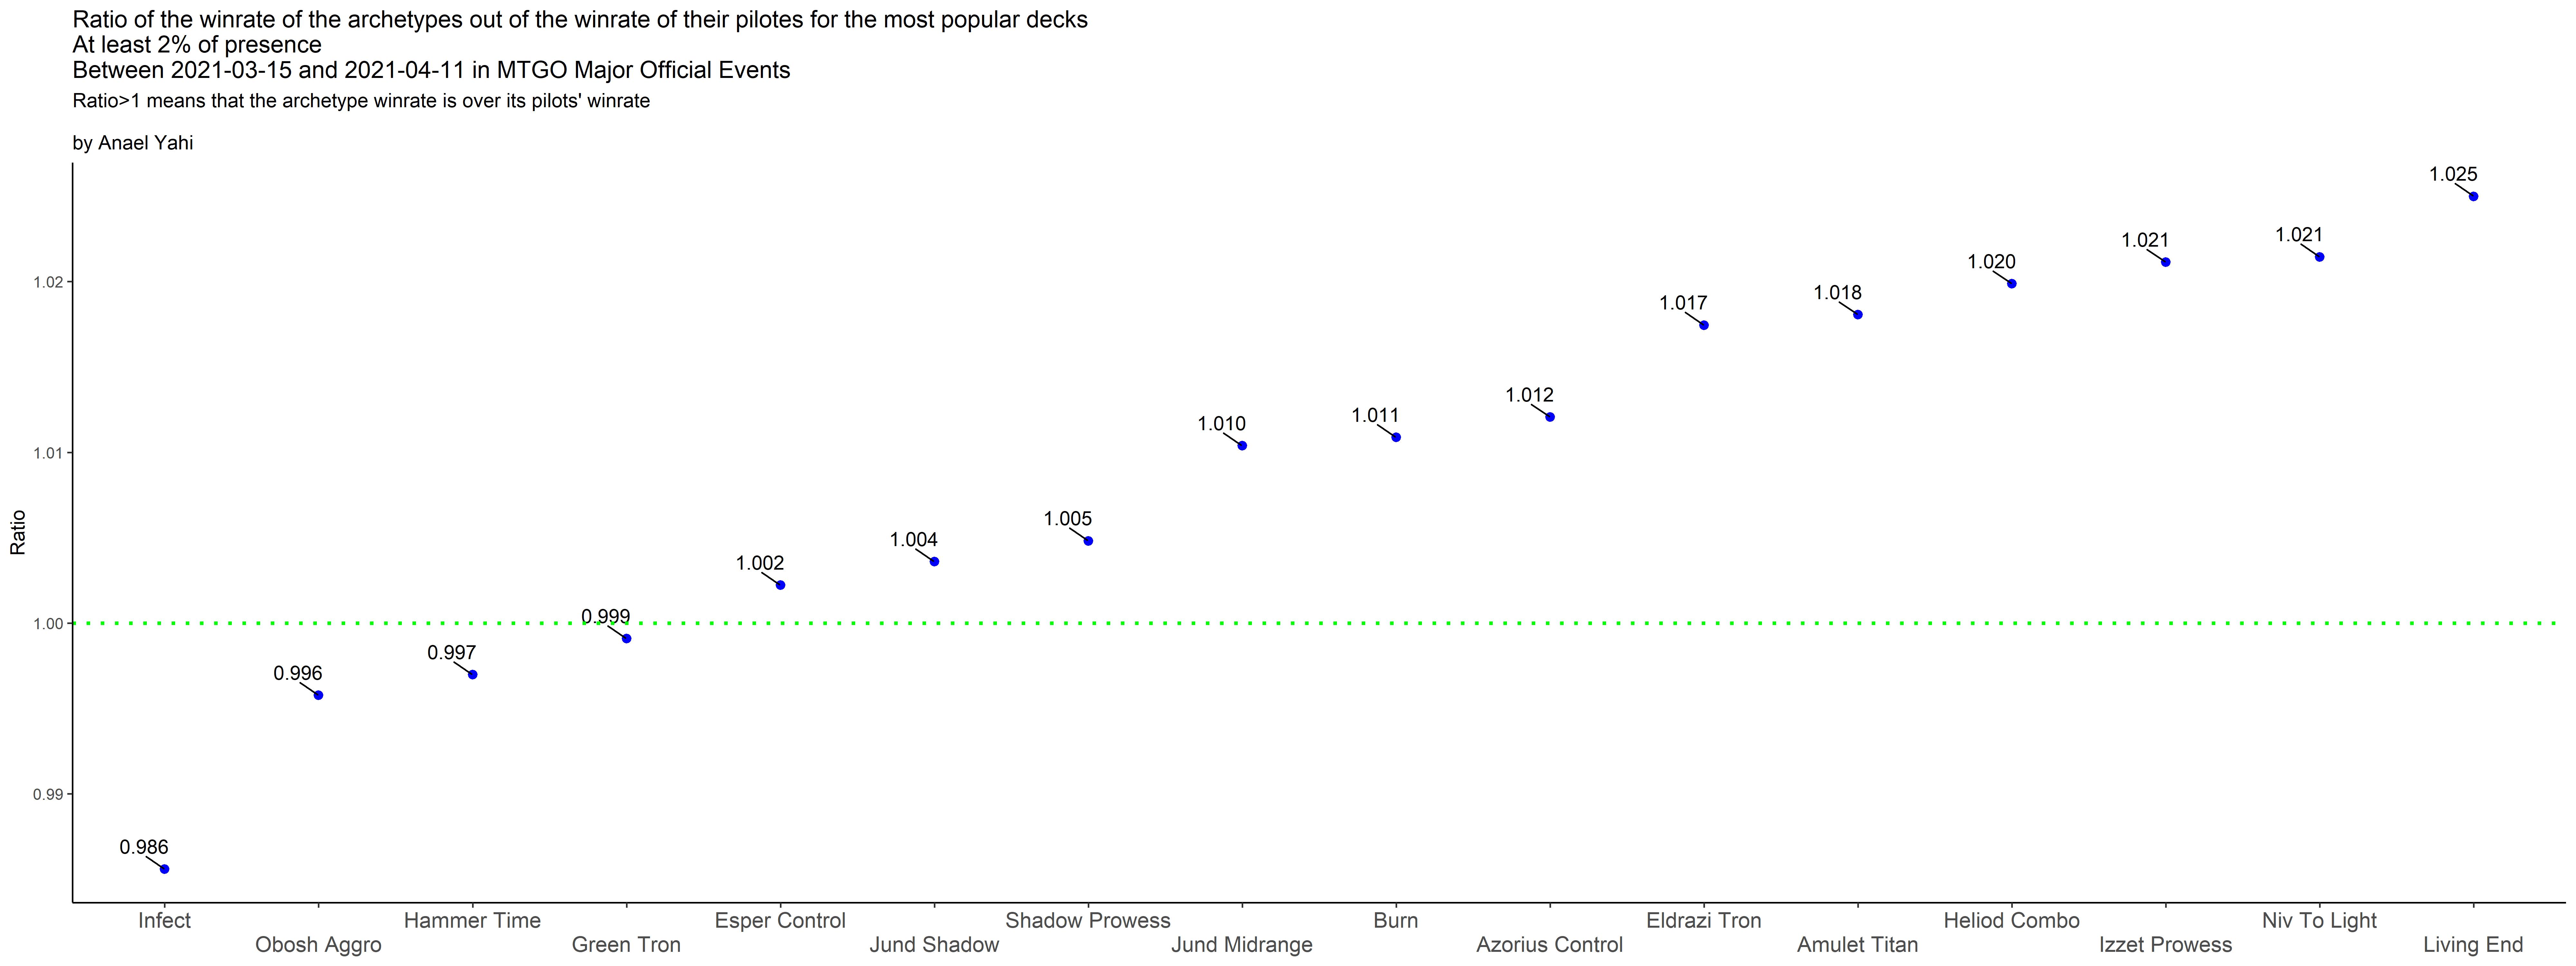 Ratio of the winrate of the archetypes out of the winrate of their pilotes for the most popular decks
At least 2% of presence
Between 2021-03-15 and 2021-04-11 in MTGO Major Official Events
Ratio>1 means that the archetype winrate is over its pilots' winrate
by Anael Yahi
Ratio
1.02
1.01
1.00
0.99
0.986
0.996
0.997
0.999
1.002
1.004
1.005
1.010
1.011
1.012
1.017
1.018
1.020
1.021
1.021
1.025
Infect
Obosh Aggro
Hammer Time
Green Tron
Esper Control
Jund Shadow
Shadow Prowess
Jund Midrange
Burn
Azorius Control
Eldrazi Tron
Amulet Titan
Heliod Combo
Izzet Prowess
Niv To Light
Living End